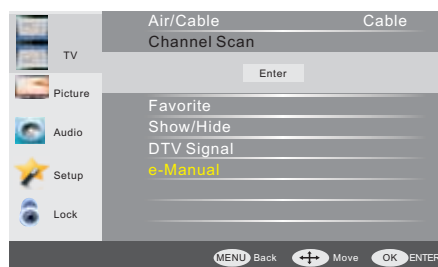 TV
Picture
Audio
Setup
Lock
Air/Cable Cable
Channel Scan
Enter
Favorite
Show/Hide
DTV Signal
e-Manual
MENU Back Move OK ENTER